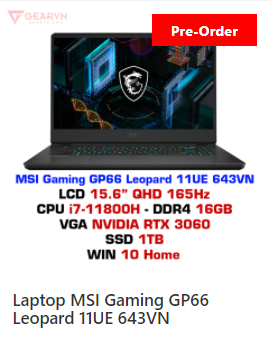 GEARVN
Pre-Order
MSI Gaming GP66 Leopard 11UE 643VN
LCD 15.6" QHD 165Hz
CPU i7-11800H - DDR4 16GB
VGA NVIDIA RTX 3060
SSD 1TB
WIN 10 Home
Laptop MSI Gaming GP66
Leopard 11UE 643VN